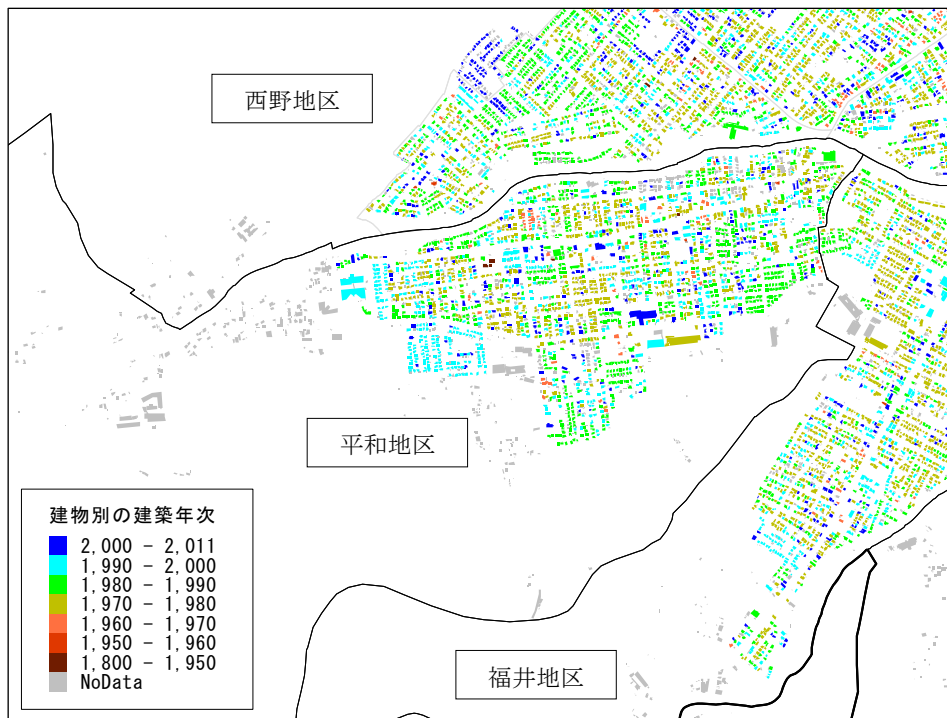 西野地区
平和地区
建物別の建築年次
2,000 - 2,011
1,990 - 2,000
1,980 - 1,990
1,970 - 1,980
1,960 - 1,970
1,950 - 1,960
1,800 - 1,950
NoData
福井地区